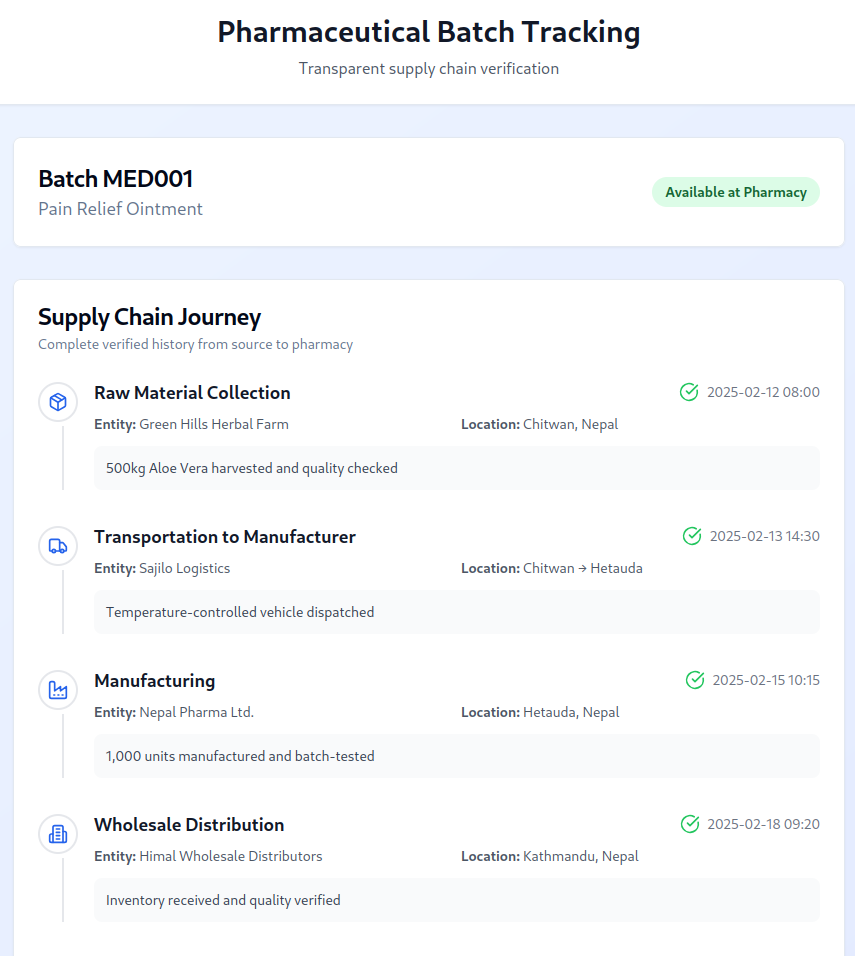 Pharmaceutical Batch Tracking
Transparent supply chain verification
Batch MED001
Pain Relief Ointment
Available at Pharmacy
Supply Chain Journey
Complete verified history from source to pharmacy
Raw Material Collection
2025-02-12 08:00
Entity: Green Hills Herbal Farm
Location: Chitwan, Nepal
500kg Aloe Vera harvested and quality checked
Transportation to Manufacturer
2025-02-13 14:30
Entity: Sajilo Logistics
Location: Chitwan → Hetauda
Temperature-controlled vehicle dispatched
Manufacturing
2025-02-15 10:15
Entity: Nepal Pharma Ltd.
Location: Hetauda, Nepal
1,000 units manufactured and batch-tested
Wholesale Distribution
2025-02-18 09:20
Entity: Himal Wholesale Distributors
Location: Kathmandu, Nepal
Inventory received and quality verified